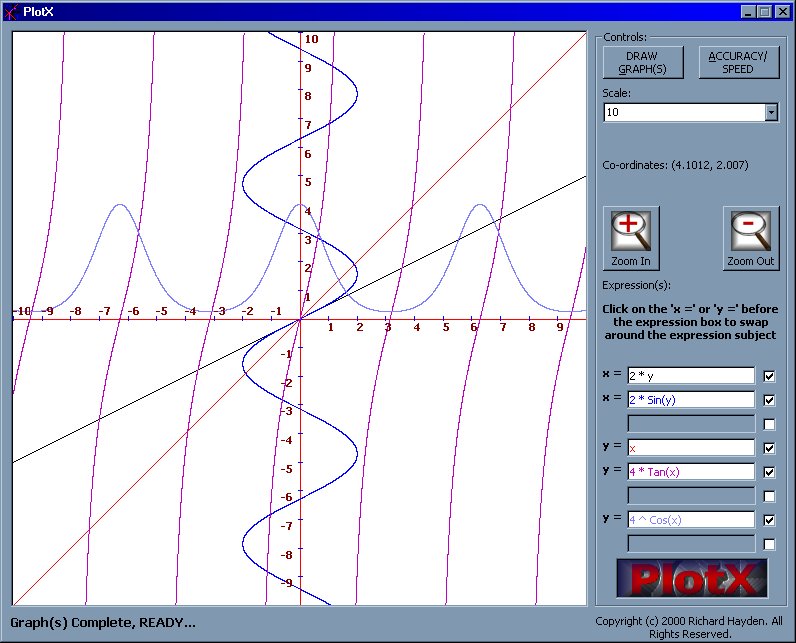 PlotX
10
9
8
7
6
5
4
3
2
1
-10 -9 -8 -7 -6 -5 -4 -3 -2 -1
1 2 3 4 5 6 7 8 9
-1
-2
-3
-4
-5
-6
-7
-8
-9
Graph(s) Complete, READY...
Controls:
DRAW
GRAPH(S)
ACCURACY/
SPEED
Scale:
10
Co-ordinates: (4.1012, 2.007)
Zoom In
Zoom Out
Expression(s):
Click on the 'x =' or 'y =' before
the expression box to swap
around the expression subject
x = 2 * y
x = 2 * Sin(y)
y = x
y = 4 * Tan(x)
y = 4 ^ Cos(x)
PlotX
Copyright (c) 2000 Richard Hayden. All
Rights Reserved.